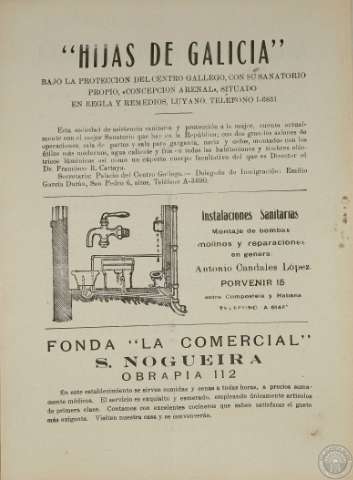 "HIJAS DE GALICIA"
BAJO LA PROTECCION DEL CENTRO GALLEGO, CON SU SANATORIO
PROPIO, «CONCEPCION ARENAL», SITUADO
EN REGLA Y REMEDIOS, LUYANO, TELEFONO I-6831
Esta sociedad de asistencia sanitaria y protección a la mujer, cuenta actual-
mente con el mejor Sanatorio que hay en la República, con dos grandes salones de
operaciones, sala de partos y sala para garganta, nariz y oídos, montados con los
útiles más modernos, agua caliente y fría en todas las habitaciones y timbres eléc-
tricos lumínicos así como un experto cuerpo facultativo del que es Director el
Dr. Francisco R. Cartaya.
Secretaría: Palacio del Centro Gallego.— Delegado de Inmigración: Emilio
García Durán, San Pedro 6, altos, Teléfono
Instalaciones Sanitarias
Montaje de bombas
molinos y reparaciones
en genera
Antonio Candales López
PORVENIR 15
entre Compostela y Habana
TELEFONO
FONDA "LA COMERCIAL"
S. NOGUEIRA
OBRAPIA 112
En este establecimiento se sirven comidas y cenas a todas horas, a precios suma-
mente módicos. El servicio es exquisito y esmerado, empleando únicamente artículos
de primera clase. Contamos con excelentes cocineros que saben satisfacer el gusto
más exigente. Visiten nuestra casa y se convencerán.